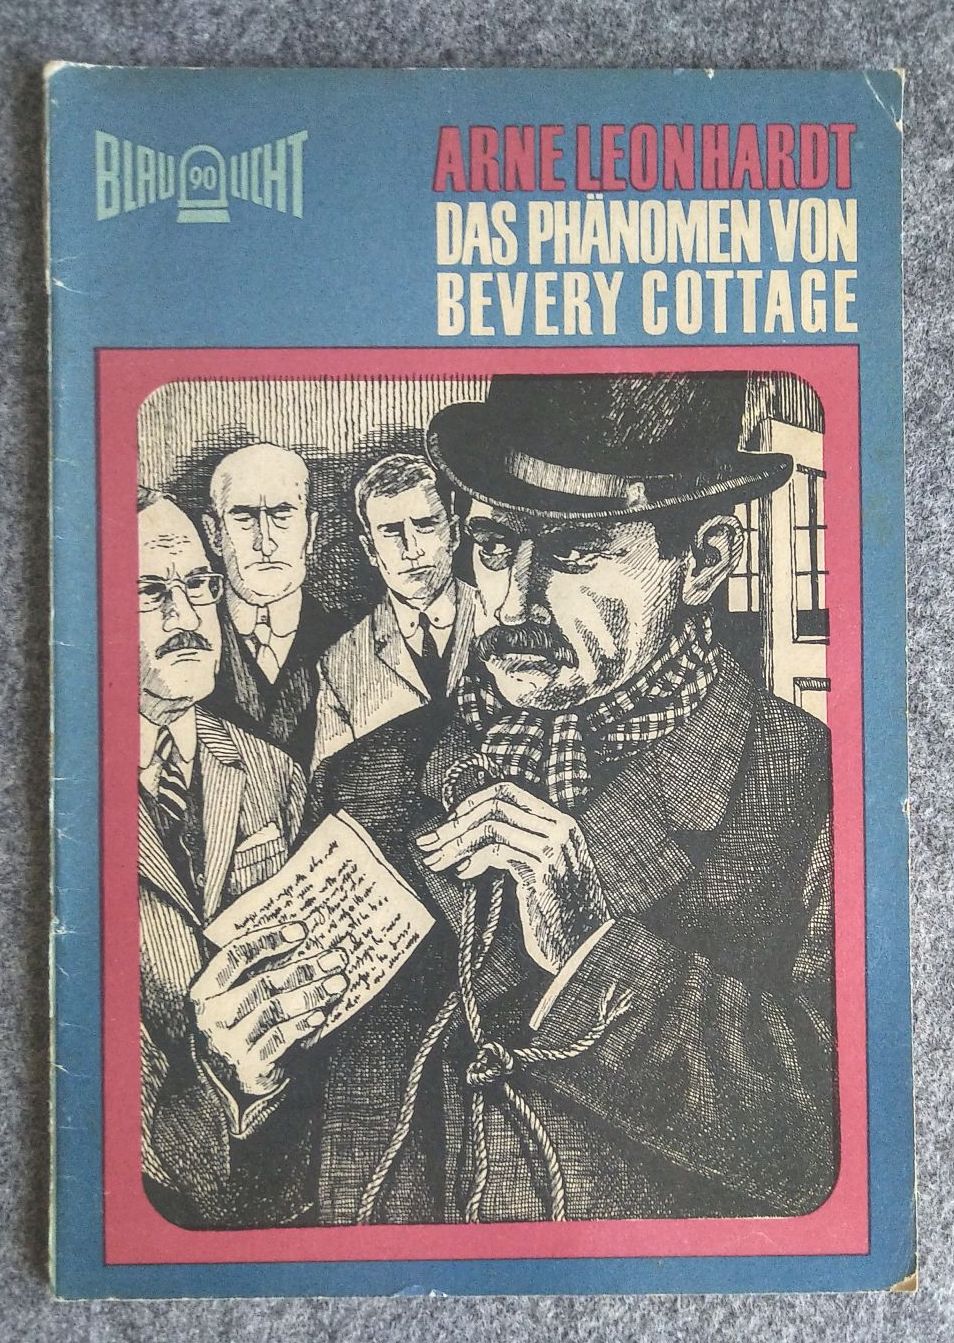 BLAU 90 LICHT
ARNE LEONHARDT
DAS PHÄNOMEN VON
BEVERY COTTAGE